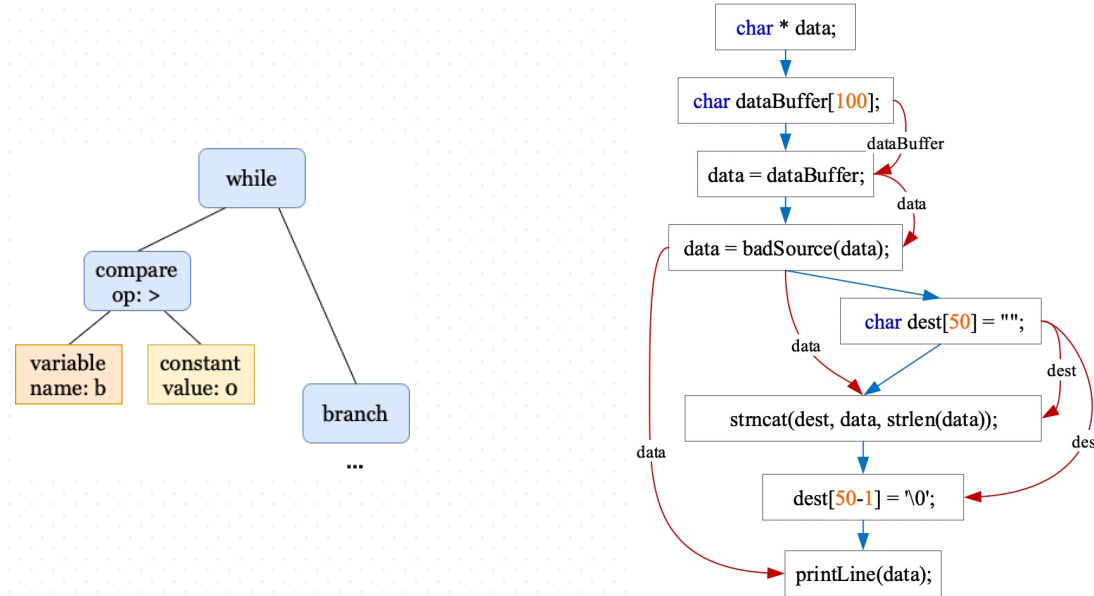 while
compare
op: >
variable
name: b
constant
value: 0
branch
...
char * data;
char dataBuffer[100];
dataBuffer
data = dataBuffer;
data
data = badSource(data);
char dest[50] = "";
data
dest
strncat(dest, data, strlen(data));
des
data
dest[50-1] = '\0';
printLine(data);